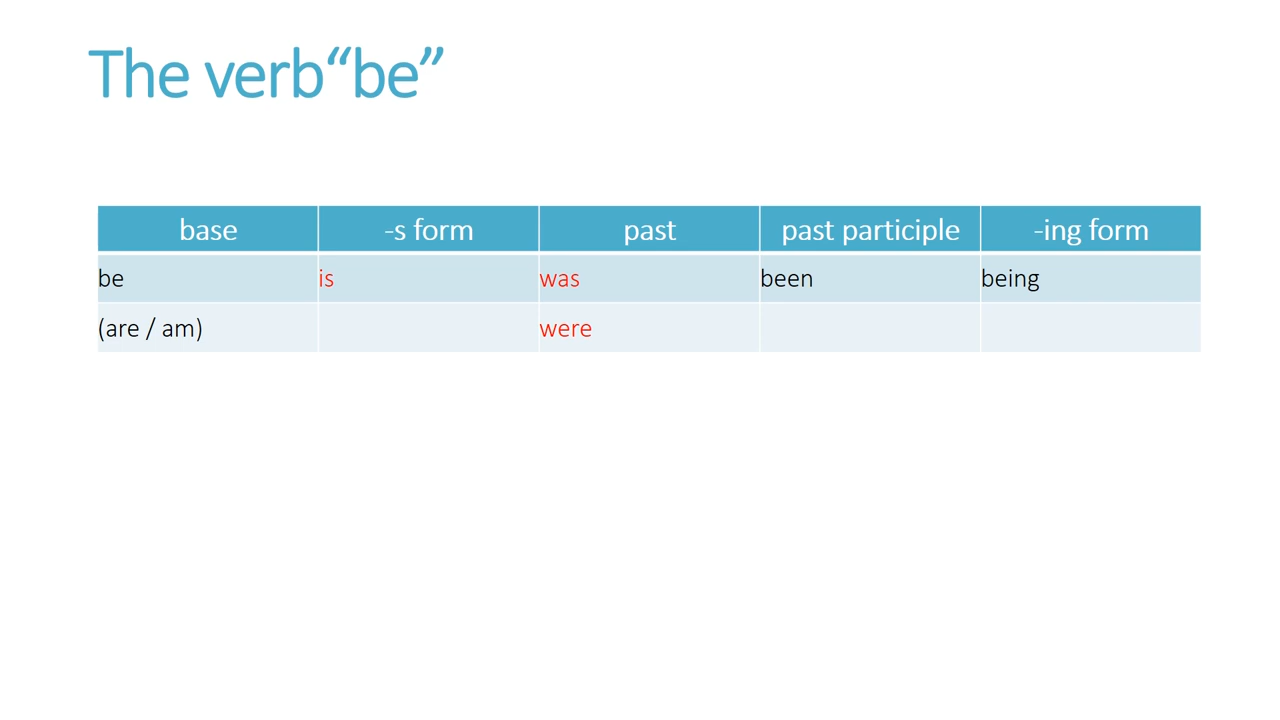 The verb“be”
base -s form past past participle -ing form
be is was been being
(are / am) were